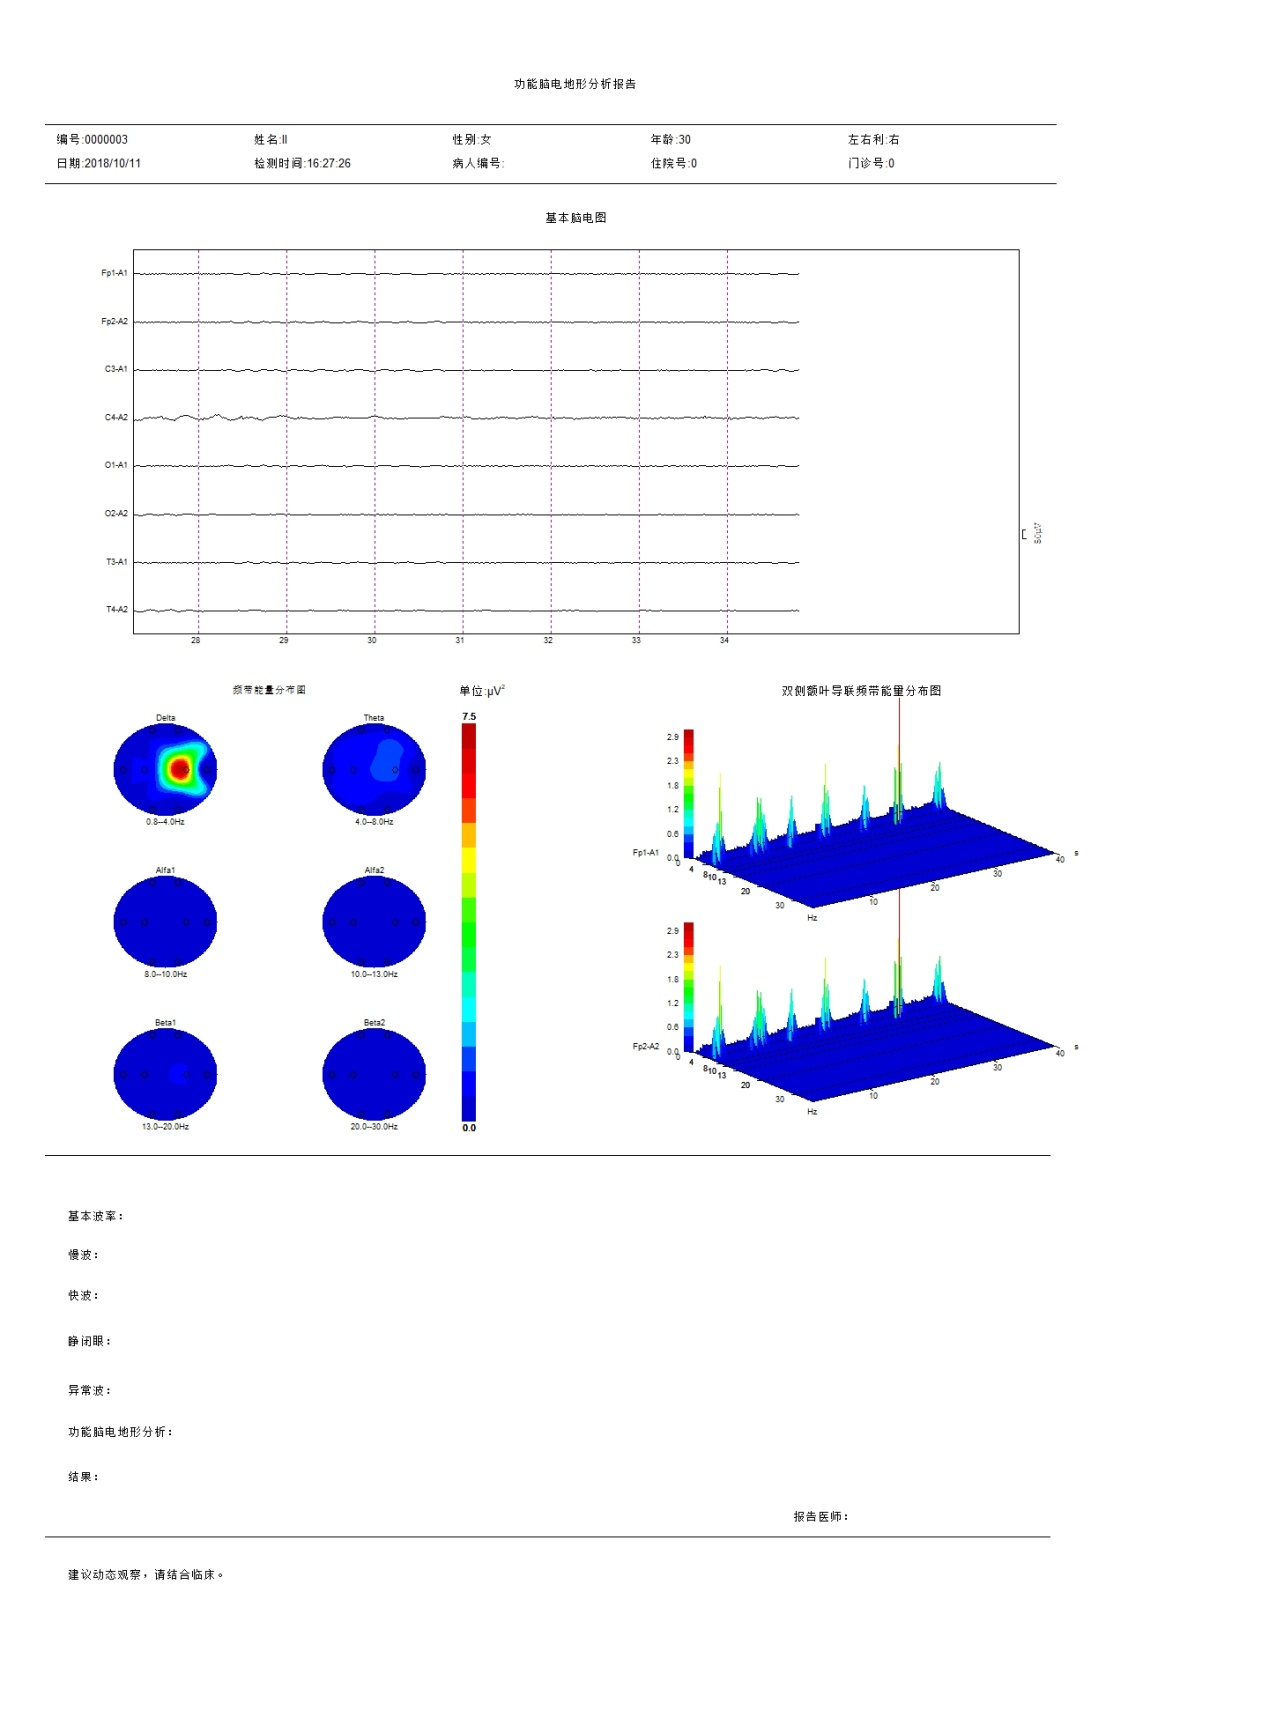 功能脑电地形分析报告
编号:0000003 姓名:ll 性别:女 年龄:30 左右利:右
日期:2018/10/11 检测时间:16:27:26 病人编号: 住院号:0 门诊号:0
基本脑电图
Fp1-A1
Fp2-A2
C3-A1
C4-A2
O1-A1
O2-A2
T3-A1
T4-A2
50μV
28 29 30 31 32 33 34
频带能量分布图 单位:μV²
双侧额叶导联频带能量分布图
Delta Theta 7.5
0.8--4.0Hz 4.0--8.0Hz
Alfa1 Alfa2
8.0--10.0Hz 10.0--13.0Hz
Beta1 Beta2
13.0--20.0Hz 20.0--30.0Hz 0.0
2.9
2.3
1.8
1.2
0.6
0.0
Fp1-A1
0 4 8 10 13 20 30 Hz
10 20 30 40 s
2.9
2.3
1.8
1.2
0.6
0.0
Fp2-A2
0 4 8 10 13 20 30 Hz
10 20 30 40 s
基本波率：
慢波：
快波：
静闭眼：
异常波：
功能脑电地形分析：
结果：
报告医师：
建议动态观察，请结合临床。